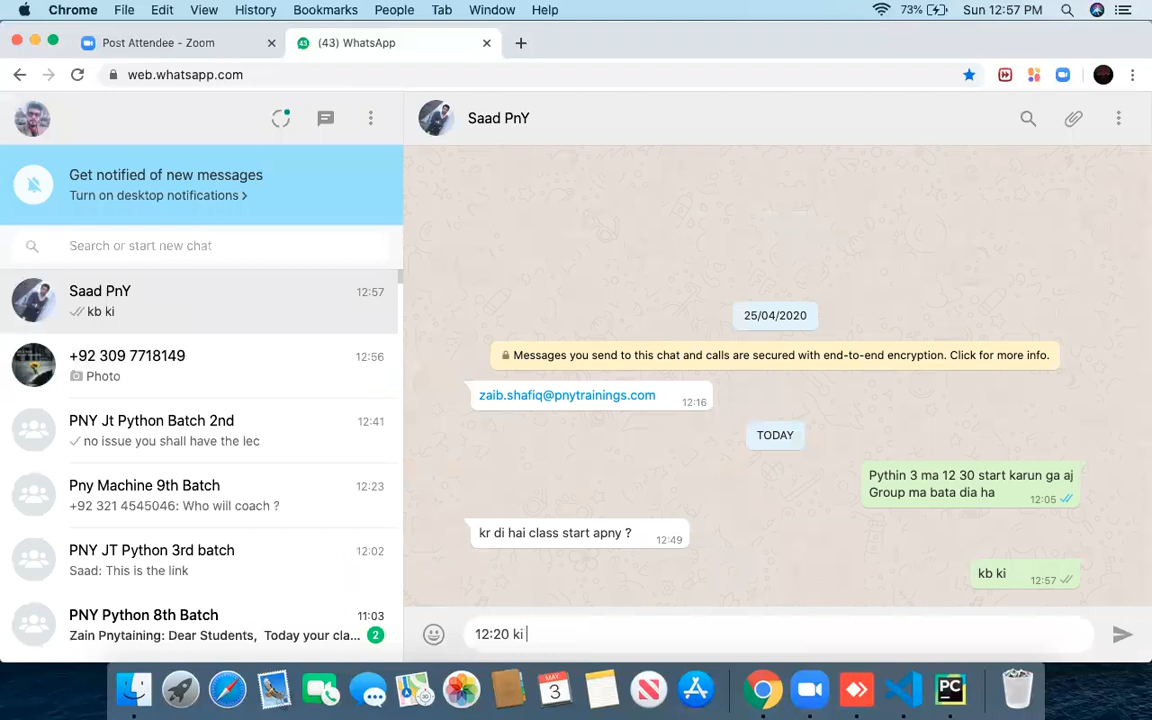 Chrome File Edit View History Bookmarks People Tab Window Help 73% Sun 12:57 PM
Post Attendee - Zoom (43) WhatsApp
web.whatsapp.com
Saad PnY
Get notified of new messages
Turn on desktop notifications >
Search or start new chat
Saad PnY 12:57
kb ki
+92 309 7718149 12:56
Photo
PNY Jt Python Batch 2nd 12:41
no issue you shall have the lec
Pny Machine 9th Batch 12:23
+92 321 4545046: Who will coach ?
PNY JT Python 3rd batch 12:02
Saad: This is the link
PNY Python 8th Batch 11:03
Zain Pnytaining: Dear Students, Today your cla... 2
25/04/2020
Messages you send to this chat and calls are secured with end-to-end encryption. Click for more info.
zaib.shafiq@pnytrainings.com 12:16
TODAY
Pythin 3 ma 12 30 start karun ga aj
Group ma bata dia ha 12:05
kr di hai class start apny ? 12:49
kb ki 12:57
12:20 ki
MAY
3
PC